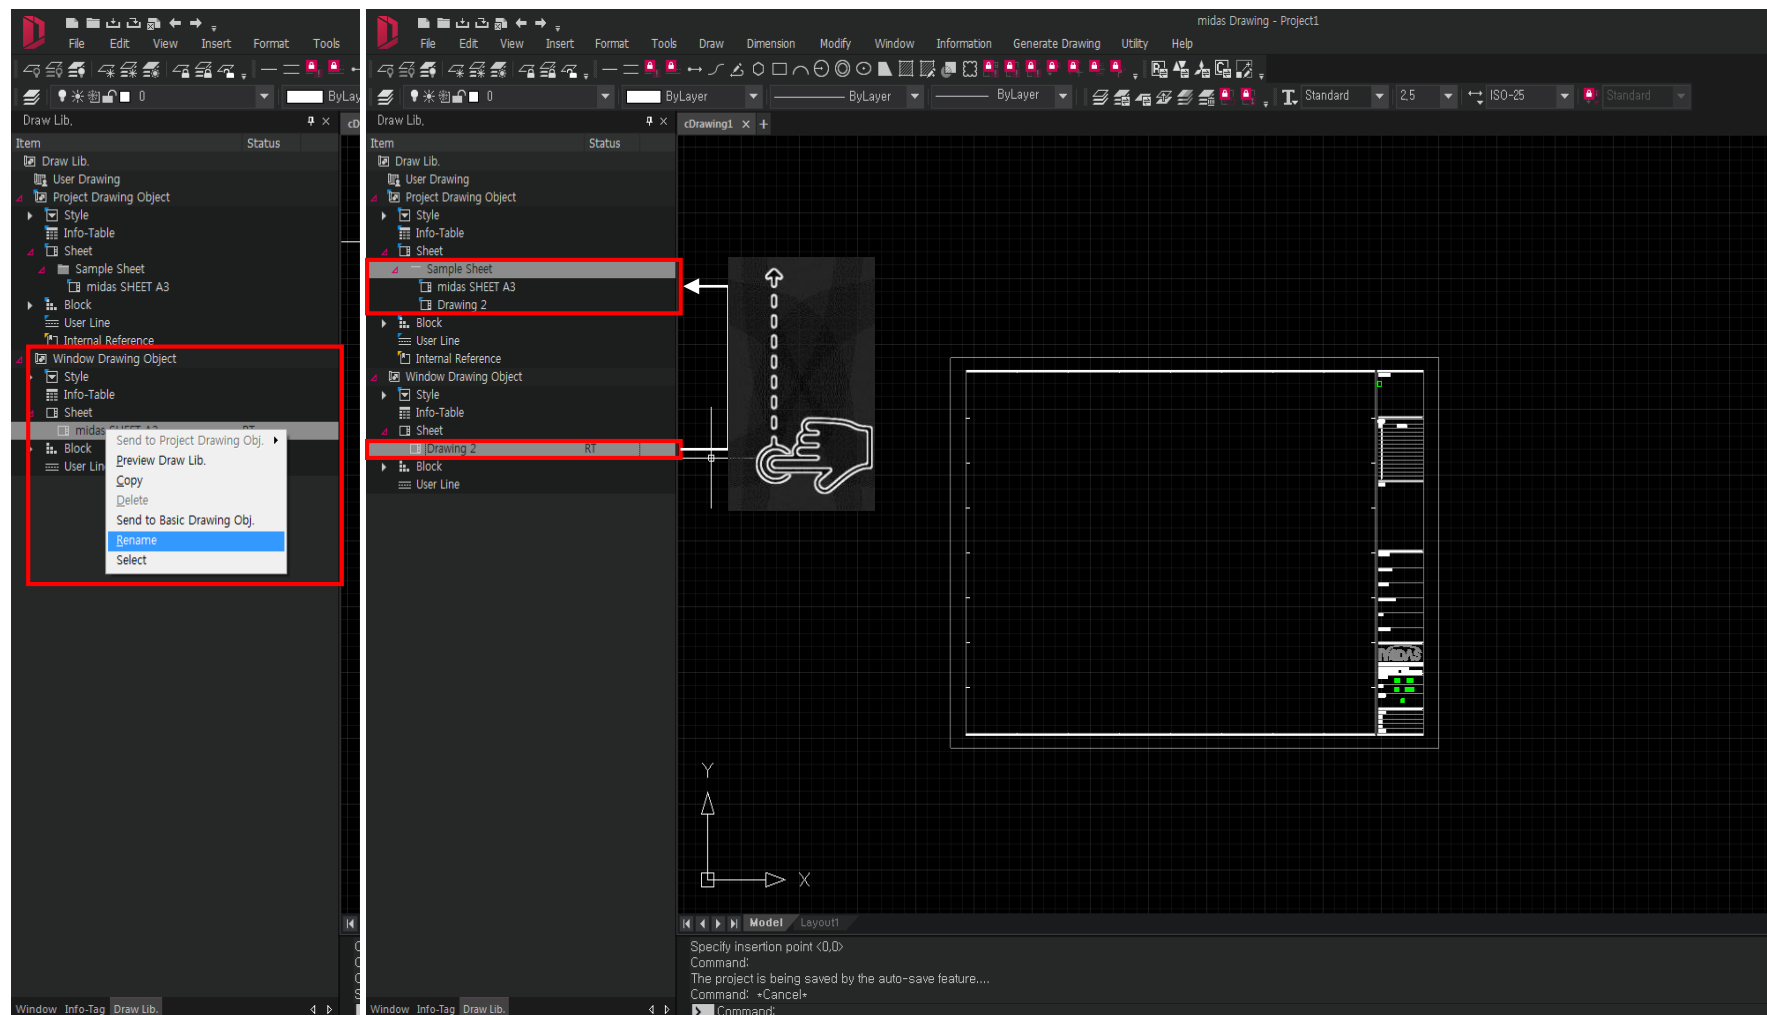 File Edit View Insert Format Tools
0
ByLay
Draw Lib.
Item Status
Draw Lib.
User Drawing
Project Drawing Object
Style
Info-Table
Sheet
Sample Sheet
midas SHEET A3
Block
User Line
Internal Reference
Window Drawing Object
Style
Info-Table
Sheet
midas SHEET A3 RT
Block
User Lin
Send to Project Drawing Obj.
Preview Draw Lib.
Copy
Delete
Send to Basic Drawing Obj.
Rename
Select
Window Info-Tag Draw Lib.
midas Drawing - Project1
File Edit View Insert Format Tools Draw Dimension Modify Window Information Generate Drawing Utility Help
0 ByLayer ByLayer ByLayer Standard 2,5 ISO-25 Standard
Draw Lib.
cDrawing1
Item Status
Draw Lib.
User Drawing
Project Drawing Object
Style
Info-Table
Sheet
Sample Sheet
midas SHEET A3
Drawing 2
Block
User Line
Internal Reference
Window Drawing Object
Style
Info-Table
Sheet
Drawing 2 RT
Block
User Line
MIDAS
Y
X
Model Layout1
Specify insertion point <0,0>
Command:
The project is being saved by the auto-save feature....
Command: *Cancel*
Command:
Window Info-Tag Draw Lib.